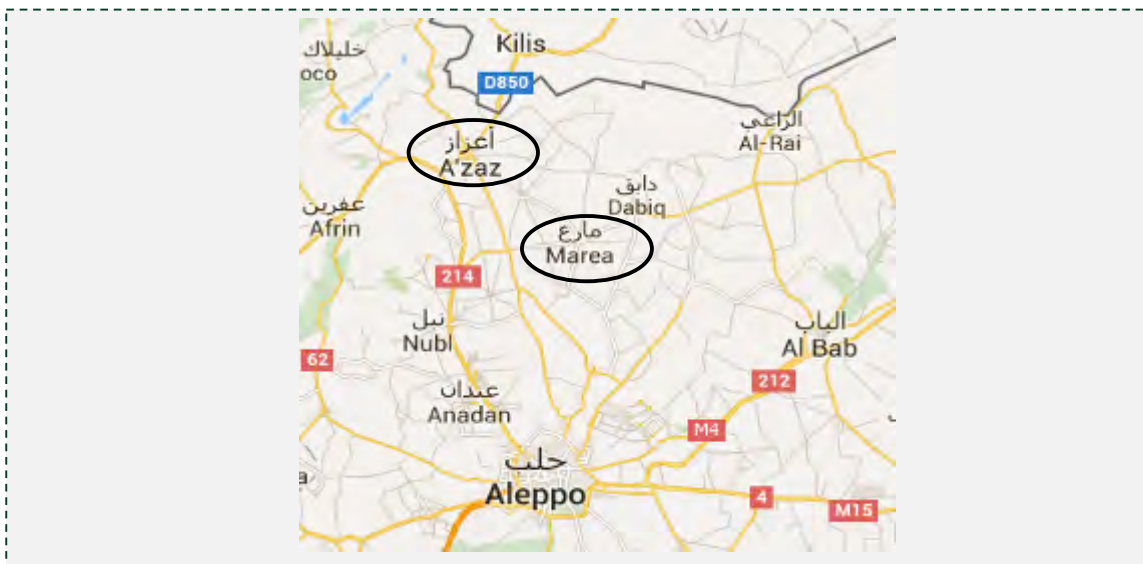 Kilis
خليلاك
oco
D850
أعزاز
A'zaz
الراعي
Al-Rai
دابق
Dabiq
عفرين
Afrin
مارع
Marea
214
نبل
Nubl
الباب
Al Bab
62
212
عندان
Anadan
M4
حلب
Aleppo
4
M15